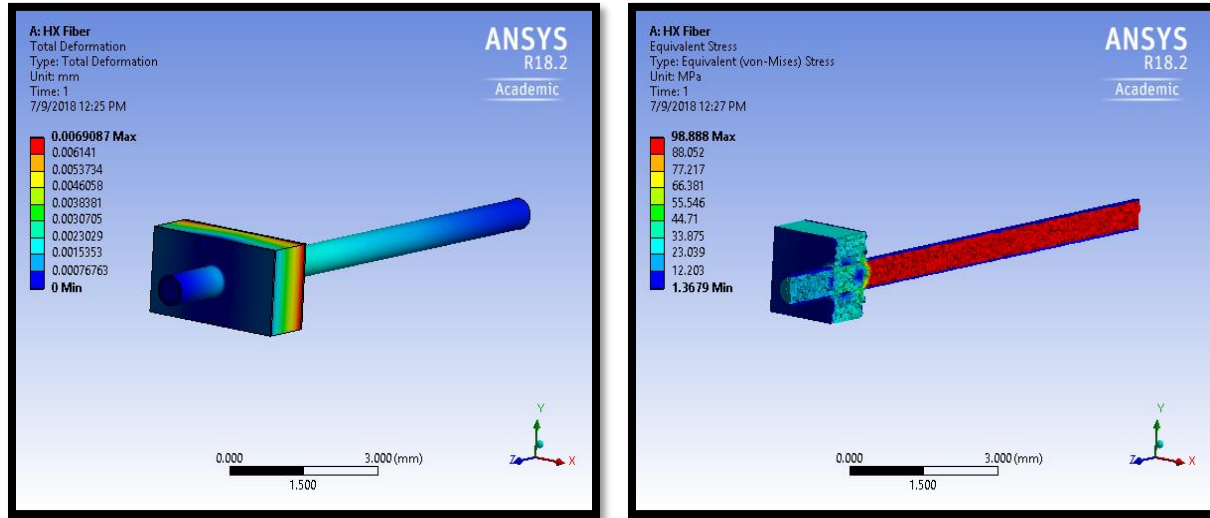 A: HX Fiber
Total Deformation
Type: Total Deformation
Unit: mm
Time: 1
7/9/2018 12:25 PM
ANSYS
R18.2
Academic
0.0069087 Max
0.006141
0.0053734
0.0046058
0.0038381
0.0030705
0.0023029
0.0015353
0.00076763
0 Min
0.000
3.000 (mm)
1.500
Y
Z
X
A: HX Fiber
Equivalent Stress
Type: Equivalent (von-Mises) Stress
Unit: MPa
Time: 1
7/9/2018 12:27 PM
ANSYS
R18.2
Academic
98.888 Max
88.052
77.217
66.381
55.546
44.71
33.875
23.039
12.203
1.3679 Min
0.000
3.000 (mm)
1.500
Y
Z
X